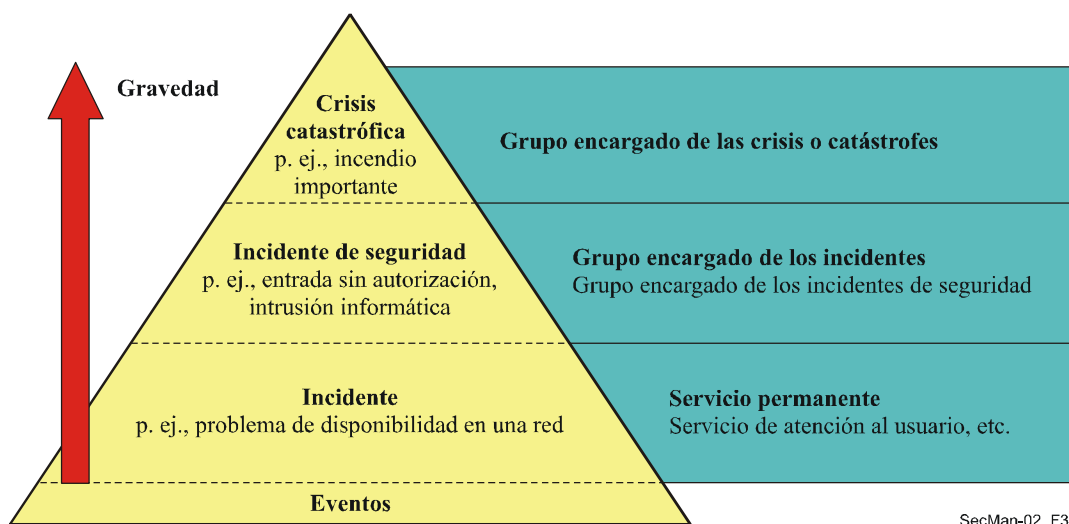 Gravedad
Crisis
catastrófica
p. ej., incendio
importante
Grupo encargado de las crisis o catástrofes
Incidente de seguridad
p. ej., entrada sin autorización,
intrusión informática
Grupo encargado de los incidentes
Grupo encargado de los incidentes de seguridad
Incidente
p. ej., problema de disponibilidad en una red
Servicio permanente
Servicio de atención al usuario, etc.
Eventos
SecMan-02_F3